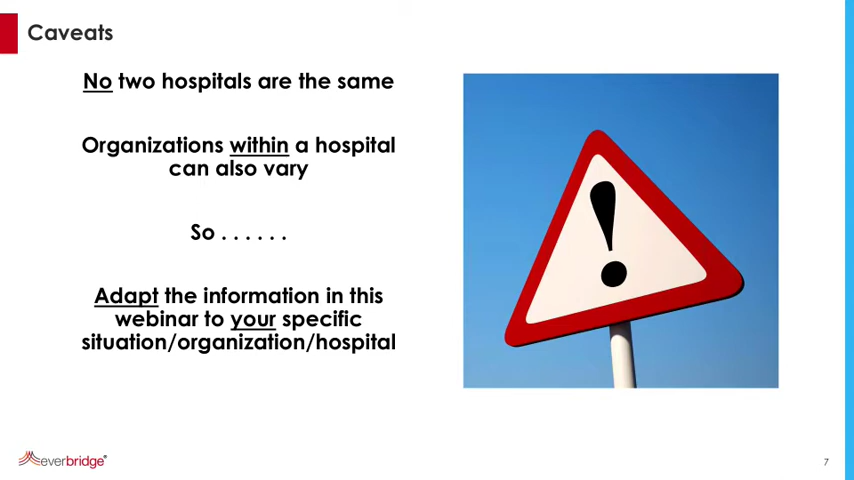 Caveats
No two hospitals are the same
Organizations within a hospital
can also vary
So . . . . . .
Adapt the information in this
webinar to your specific
situation/organization/hospital
!
everbridge®
7